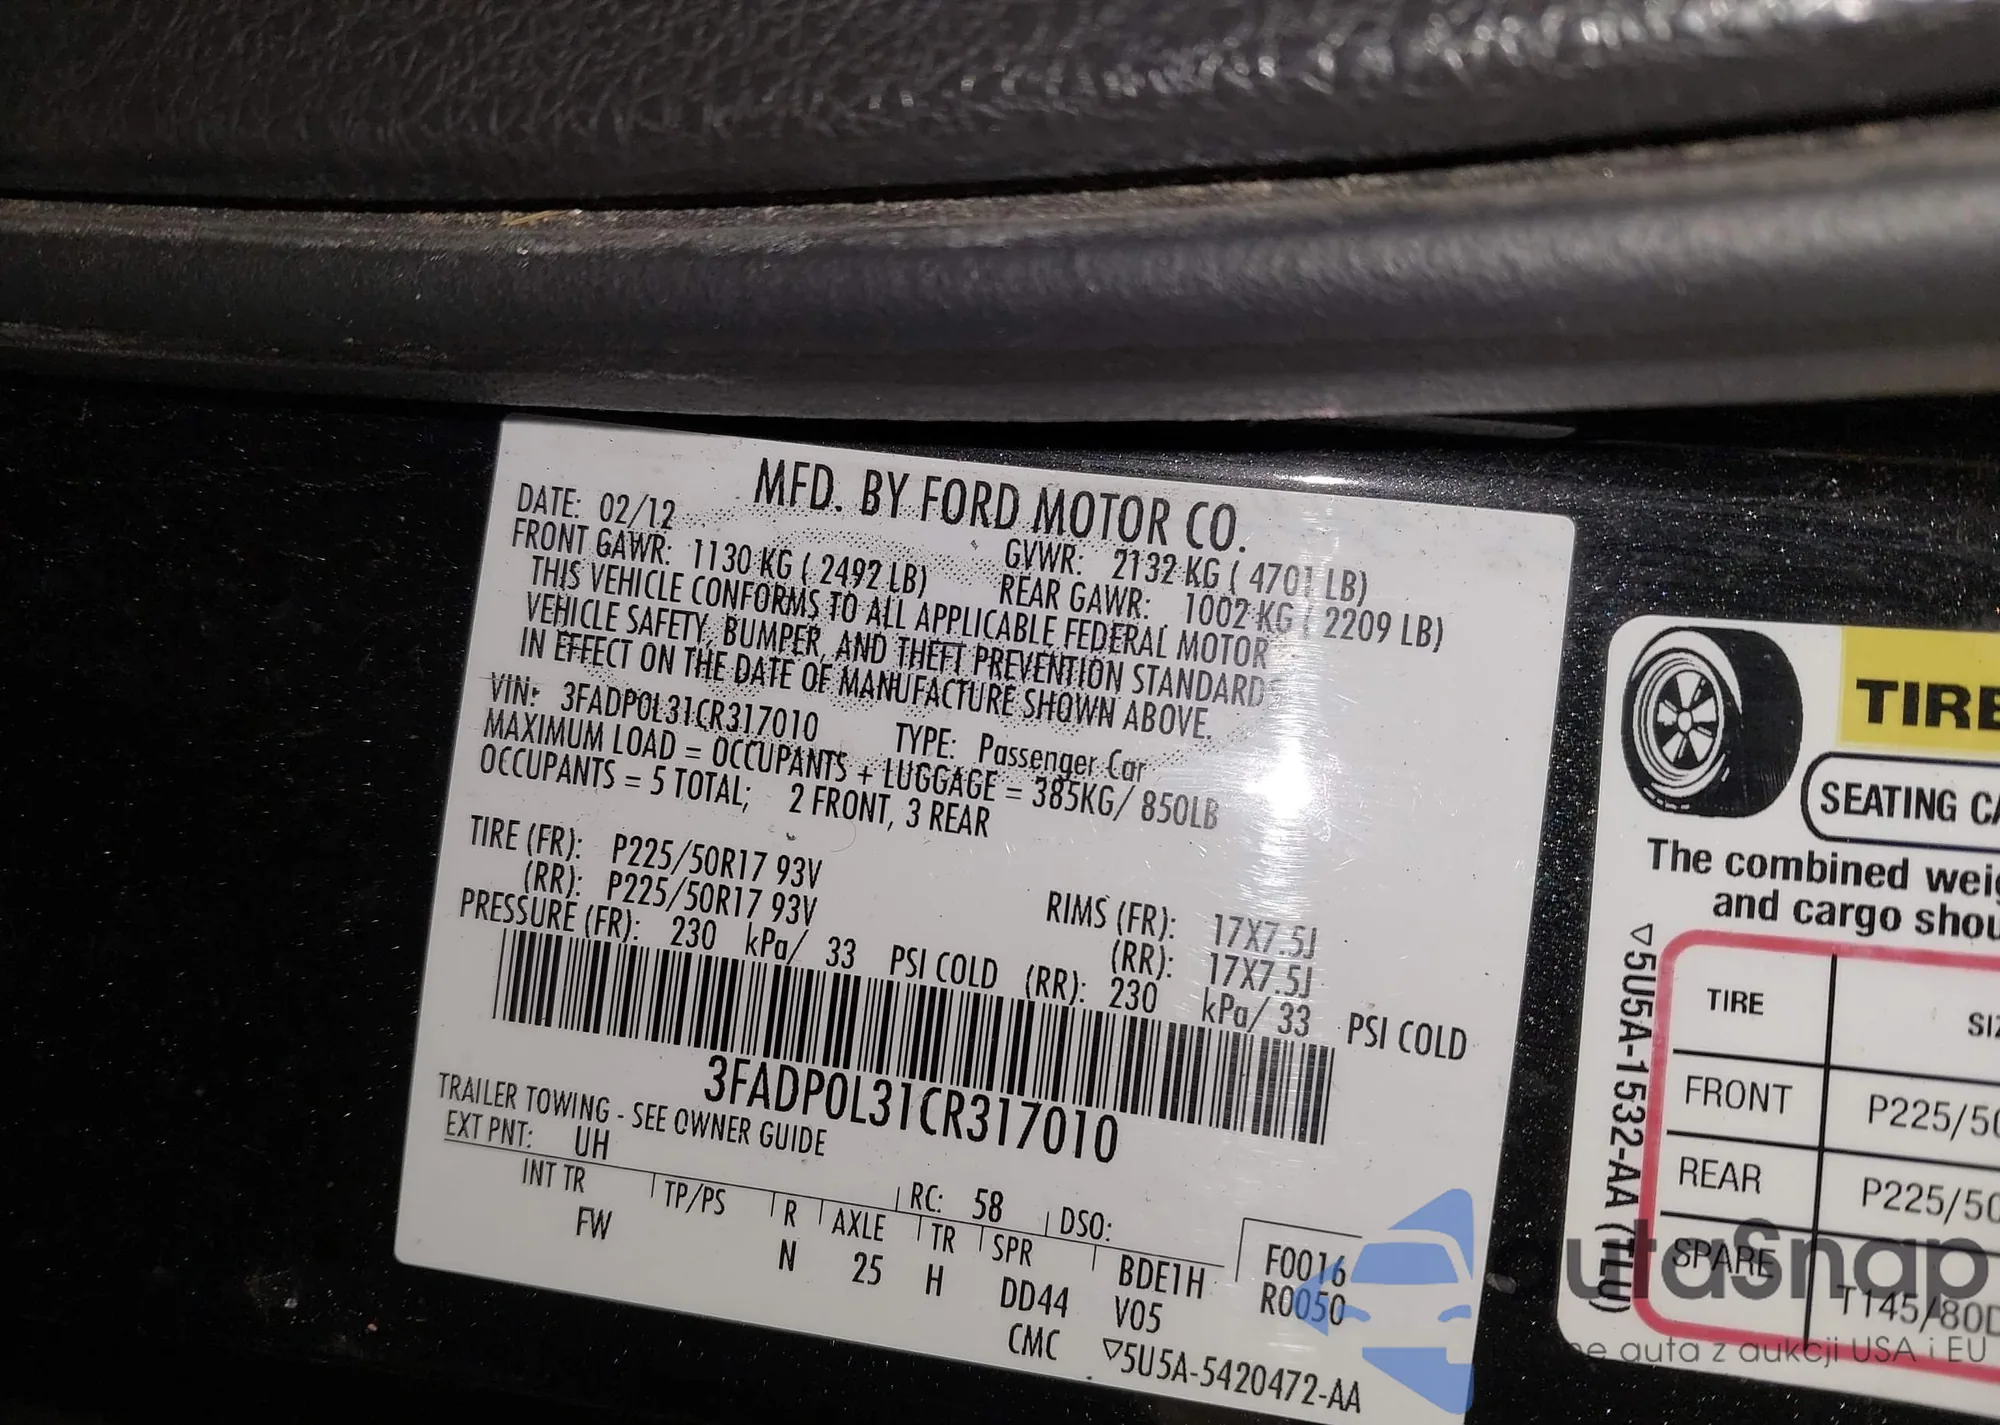 MFD. BY FORD MOTOR CO.
DATE: 02/12
GVWR: 2132 KG ( 4701 LB)
FRONT GAWR: 1130 KG ( 2492 LB)
REAR GAWR: 1002 KG ( 2209 LB)
THIS VEHICLE CONFORMS TO ALL APPLICABLE FEDERAL MOTOR
VEHICLE SAFETY, BUMPER, AND THEFT PREVENTION STANDARDS
IN EFFECT ON THE DATE OF MANUFACTURE SHOWN ABOVE.
VIN: 3FADP0L31CR317010
TYPE: Passenger Car
MAXIMUM LOAD = OCCUPANTS + LUGGAGE = 385KG/ 850LB
OCCUPANTS = 5 TOTAL; 2 FRONT, 3 REAR
TIRE (FR): P225/50R17 93V
RIMS (FR): 17X7.5J
(RR): P225/50R17 93V
(RR): 17X7.5J
PRESSURE (FR): 230 kPa/ 33 PSI COLD (RR): 230 kPa/ 33 PSI COLD
3FADP0L31CR317010
TRAILER TOWING - SEE OWNER GUIDE
EXT PNT: UH
RC: 58
DSO:
INT TR
TP/PS
R
AXLE
TR
SPR
BDE1H
F0016
FW
N
25
H
DD44
V05
R0050
CMC
▽5U5A-5420472-AA
TIRE
SEATING CA
The combined weig
and cargo shou
▽5U5A-1532-AA (TLU)
TIRE
SIZ
FRONT
P225/50
REAR
P225/50
SPARE
T145/80D
utaSnap
ne auta z aukcji USA i EU